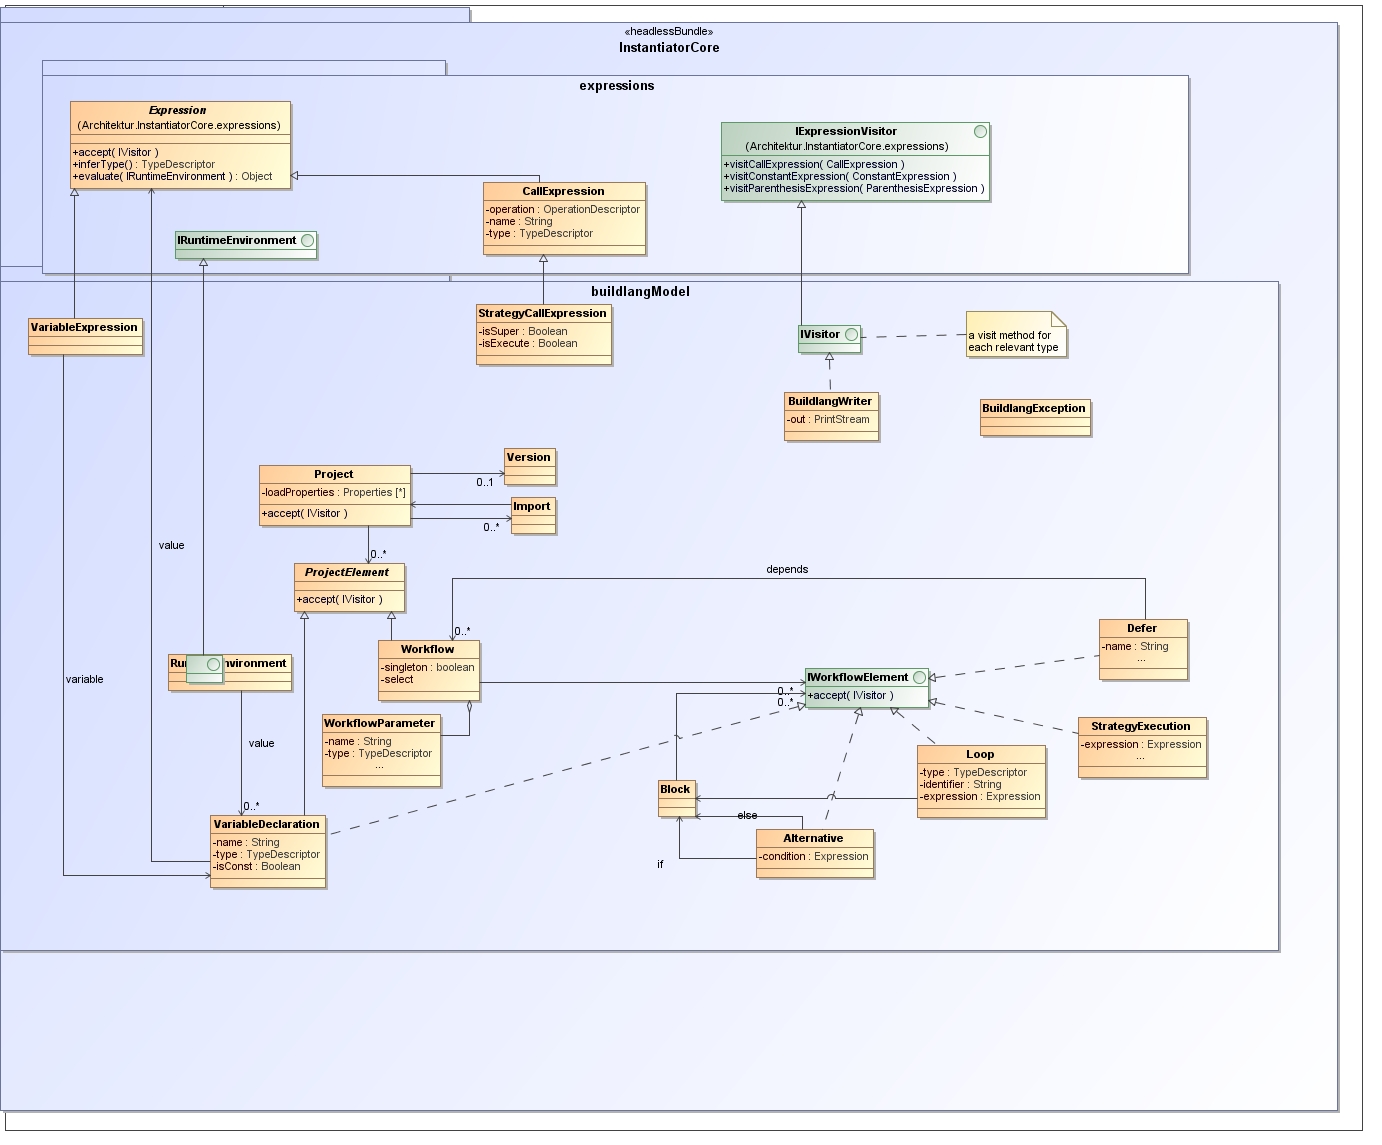 «headlessBundle»
InstantiatorCore
expressions
Expression
(Architektur.InstantiatorCore.expressions)
+accept( IVisitor )
+inferType() : TypeDescriptor
+evaluate( IRuntimeEnvironment ) : Object
IExpressionVisitor
(Architektur.InstantiatorCore.expressions)
+visitCallExpression( CallExpression )
+visitConstantExpression( ConstantExpression )
+visitParenthesisExpression( ParenthesisExpression )
CallExpression
-operation : OperationDescriptor
-name : String
-type : TypeDescriptor
IRuntimeEnvironment
buildlangModel
VariableExpression
StrategyCallExpression
-isSuper : Boolean
-isExecute : Boolean
IVisitor
a visit method for
each relevant type
BuildlangWriter
-out : PrintStream
BuildlangException
Project
-loadProperties : Properties [*]
+accept( IVisitor )
Version
0..1
Import
0..*
value
0..*
ProjectElement
+accept( IVisitor )
depends
0..*
Workflow
-singleton : boolean
-select
Defer
-name : String
...
Ru nvironment
variable
IWorkflowElement
+accept( IVisitor )
0..*
0..*
WorkflowParameter
-name : String
-type : TypeDescriptor
...
StrategyExecution
-expression : Expression
...
value
Loop
-type : TypeDescriptor
-identifier : String
-expression : Expression
Block
0..*
VariableDeclaration
-name : String
-type : TypeDescriptor
-isConst : Boolean
else
Alternative
-condition : Expression
if